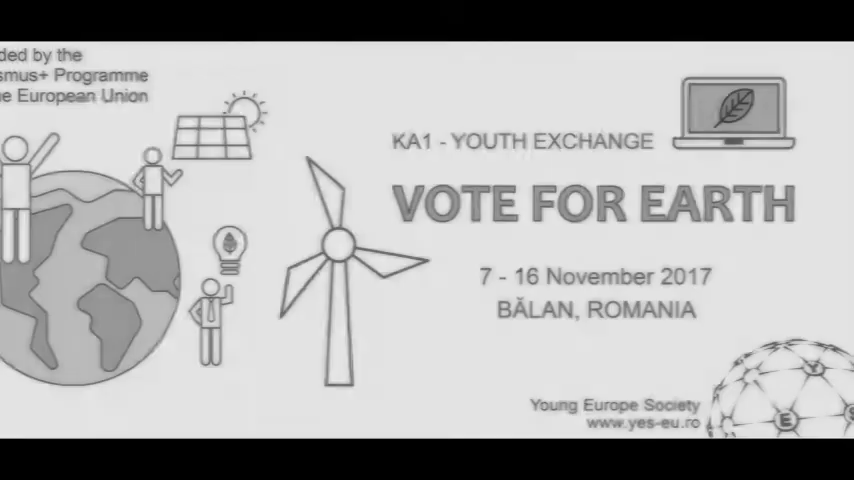 ded by the
smus+ Programme
e European Union
KA1 - YOUTH EXCHANGE
VOTE FOR EARTH
7 - 16 November 2017
BĂLAN, ROMANIA
Young Europe Society
www.yes-eu.ro
Y
E
S